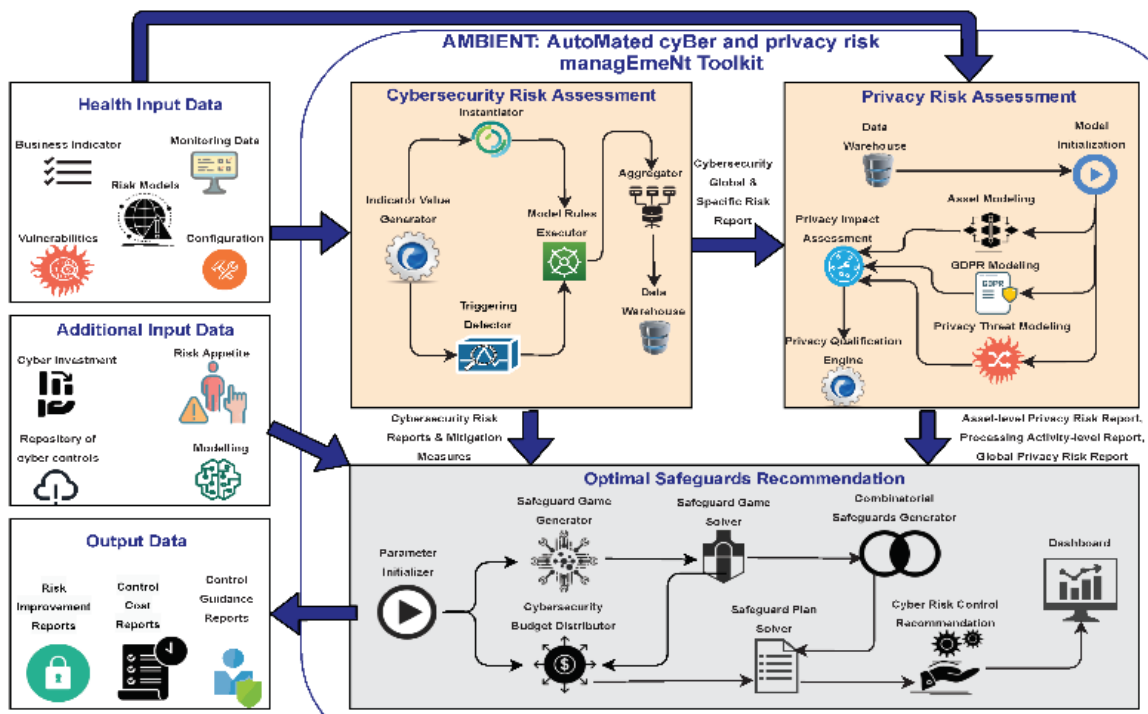 AMBIENT: AutoMated cyBer and prIvacy risk
managEmeNt Toolkit
Health Input Data
Business Indicator
Monitoring Data
Risk Models
Vulnerabilities
Configuration
Additional Input Data
Cyber Investment
Risk Appetite
Repository of
cyber controls
Modelling
Output Data
Risk
Improvement
Reports
Control
Cost
Reports
Control
Guidance
Reports
Cybersecurity Risk Assessment
Instantiator
Indicator Value
Generator
Model Rules
Executor
Triggering
Detector
Aggregator
Data
Warehouse
Cybersecurity
Global &
Specific Risk
Report
Privacy Risk Assessment
Data
Warehouse
Model
Initialization
Asset Modeling
Privacy Impact
Assessment
GDPR Modeling
GDPR
Privacy Threat Modeling
Privacy Qualification
Engine
Cybersecurity Risk
Reports & Mitigation
Measures
Asset-level Privacy Risk Report,
Processing Activity-level Report,
Global Privacy Risk Report
Optimal Safeguards Recommendation
Parameter
Initializer
Safeguard Game
Generator
Safeguard Game
Solver
Combinatorial
Safeguards Generator
Dashboard
Cybersecurity
Budget Distributor
$
Safeguard Plan
Solver
Cyber Risk Control
Recommendation